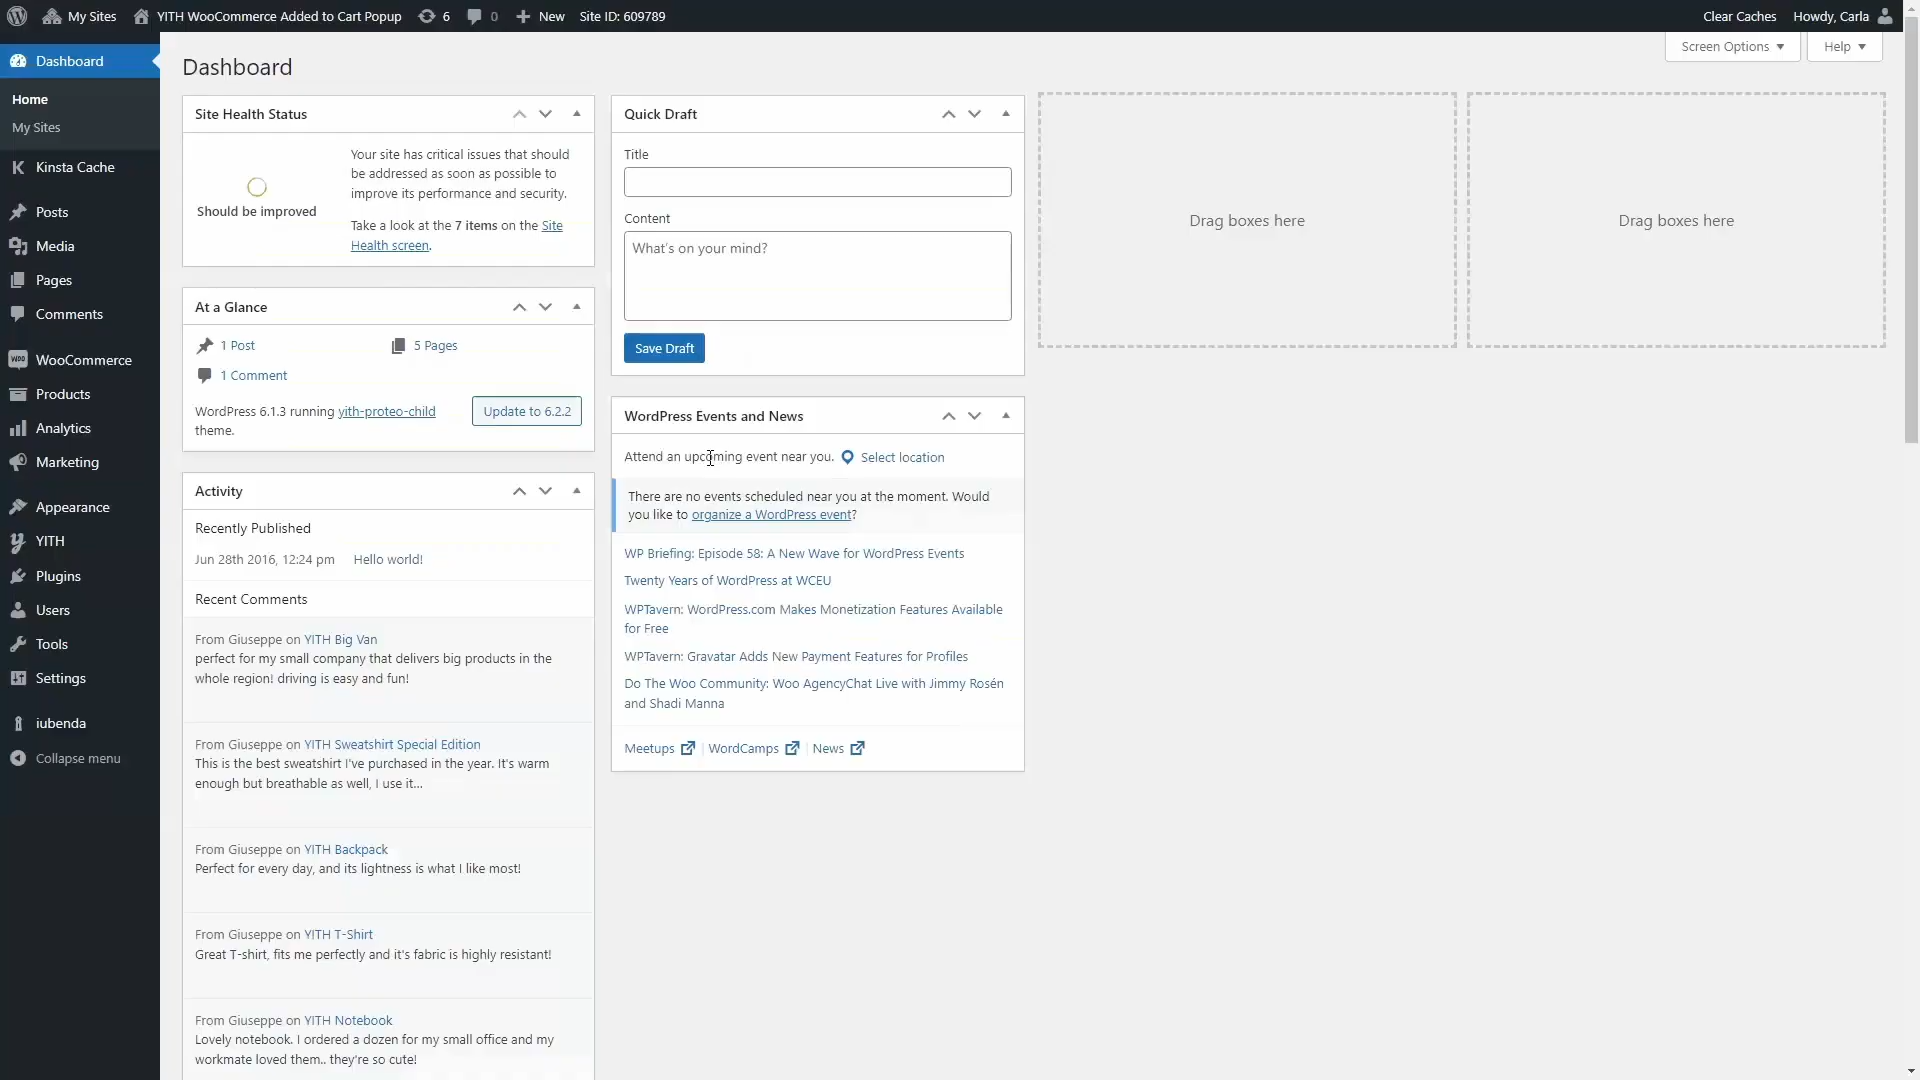 My Sites
YITH WooCommerce Added to Cart Popup
6
0
New
Site ID: 609789
Clear Caches
Howdy, Carla
Dashboard
Home
My Sites
Kinsta Cache
Posts
Media
Pages
Comments
WooCommerce
Products
Analytics
Marketing
Appearance
YITH
Plugins
Users
Tools
Settings
iubenda
Collapse menu
Screen Options
Help
Dashboard
Site Health Status
Should be improved
Your site has critical issues that should
be addressed as soon as possible to
improve its performance and security.
Take a look at the 7 items on the Site
Health screen.
At a Glance
1 Post
5 Pages
1 Comment
WordPress 6.1.3 running yith-proteo-child
theme.
Update to 6.2.2
Activity
Recently Published
Jun 28th 2016, 12:24 pm
Hello world!
Recent Comments
From Giuseppe on YITH Big Van
perfect for my small company that delivers big products in the
whole region! driving is easy and fun!
From Giuseppe on YITH Sweatshirt Special Edition
This is the best sweatshirt I've purchased in the year. It's warm
enough but breathable as well, I use it...
From Giuseppe on YITH Backpack
Perfect for every day, and its lightness is what I like most!
From Giuseppe on YITH T-Shirt
Great T-shirt, fits me perfectly and it's fabric is highly resistant!
From Giuseppe on YITH Notebook
Lovely notebook. I ordered a dozen for my small office and my
workmate loved them.. they're so cute!
Quick Draft
Title
Content
What's on your mind?
Save Draft
WordPress Events and News
Attend an upcoming event near you.
Select location
There are no events scheduled near you at the moment. Would
you like to organize a WordPress event?
WP Briefing: Episode 58: A New Wave for WordPress Events
Twenty Years of WordPress at WCEU
WPTavern: WordPress.com Makes Monetization Features Available
for Free
WPTavern: Gravatar Adds New Payment Features for Profiles
Do The Woo Community: Woo AgencyChat Live with Jimmy Rosén
and Shadi Manna
Meetups
WordCamps
News
Drag boxes here
Drag boxes here